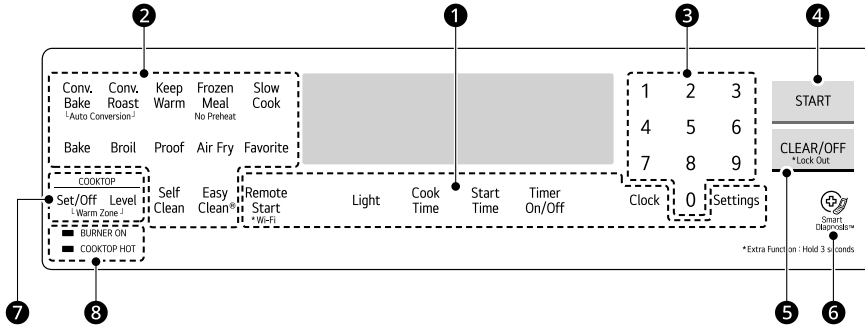 2 1 3 4
Conv. Conv. Keep Frozen Slow
Bake Roast Warm Meal Cook
└Auto Conversion┘ No Preheat
Bake Broil Proof Air Fry Favorite
1 2 3
4 5 6
7 8 9
0
START
CLEAR/OFF
*Lock Out
COOKTOP
Set/Off Level
└Warm Zone┘
Self Easy Remote Light Cook Start Timer Clock Settings
Clean Clean® Start Time Time On/Off
*Wi-Fi
BURNER ON
COOKTOP HOT
Smart
Diagnosis™
*Extra Function : Hold 3 seconds
7 8 5 6